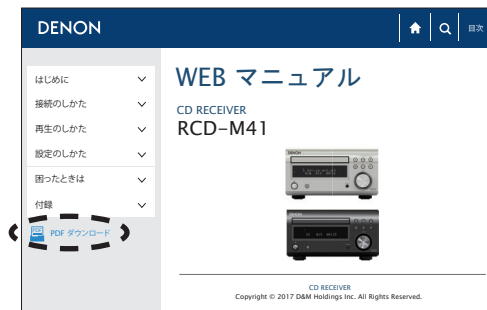 DENON
目次
はじめに
接続のしかた
再生のしかた
設定のしかた
困ったときは
付録
PDF ダウンロード
WEB マニュアル
CD RECEIVER
RCD-M41
DENON
DENON
CD RECEIVER
Copyright © 2017 D&M Holdings Inc. All Rights Reserved.